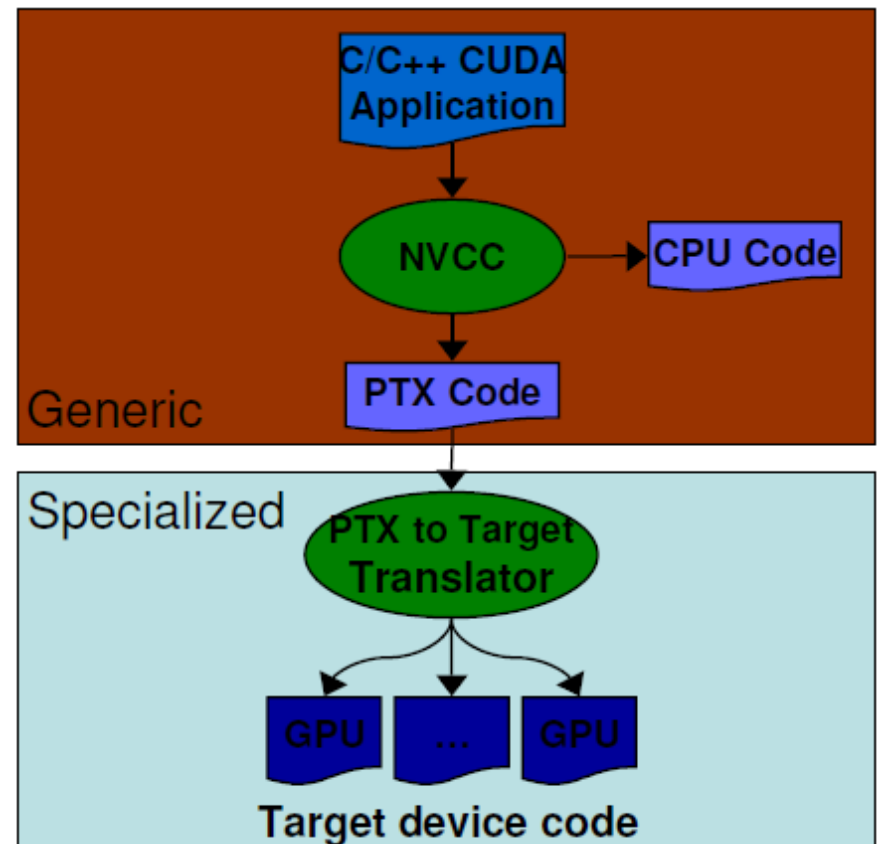 C/C++ CUDA
Application
NVCC
CPU Code
PTX Code
Generic
Specialized
PTX to Target
Translator
GPU
...
GPU
Target device code